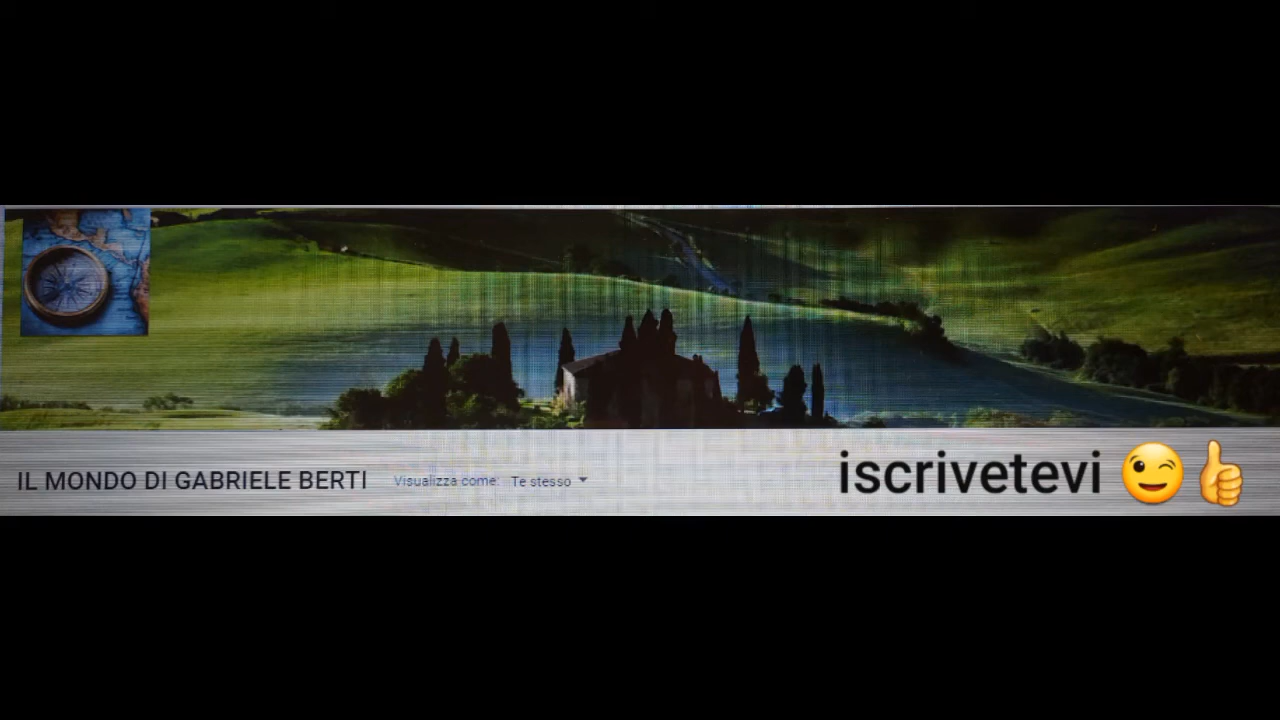 IL MONDO DI GABRIELE BERTI Visualizza come: Te stesso iscrivetevi 😉👍